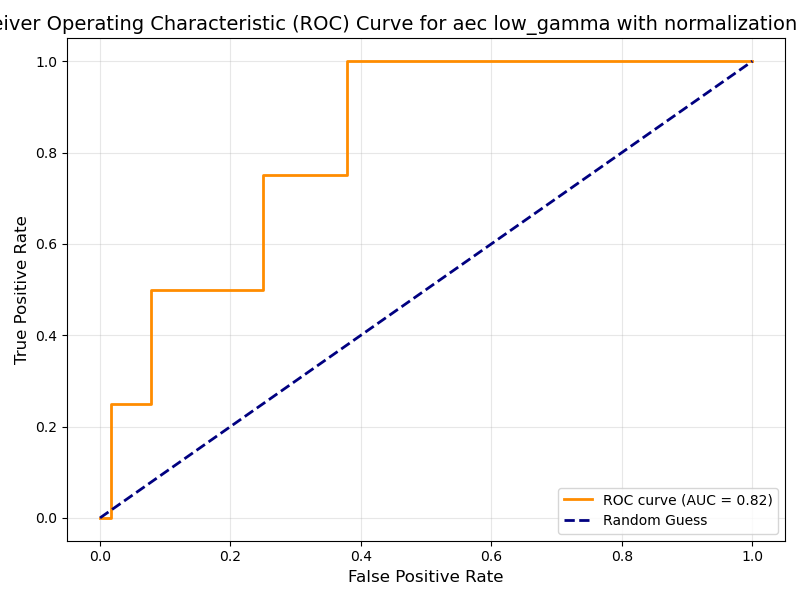 Operating Characteristic (ROC) Curve for aec low_gamma with normalization
1.0
0.8
0.6
0.4
0.2
0.0
True Positive Rate
ROC curve (AUC = 0.82)
Random Guess
0.0 0.2 0.4 0.6 0.8 1.0
False Positive Rate